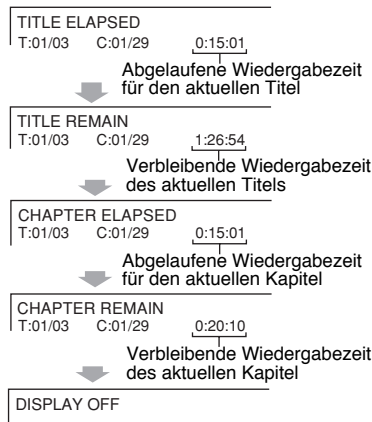 TITLE ELAPSED
T:01/03 C:01/29 0:15:01
Abgelaufene Wiedergabezeit
für den aktuellen Titel
TITLE REMAIN
T:01/03 C:01/29 1:26:54
Verbleibende Wiedergabezeit
des aktuellen Titels
CHAPTER ELAPSED
T:01/03 C:01/29 0:15:01
Abgelaufene Wiedergabezeit
für den aktuellen Kapitel
CHAPTER REMAIN
T:01/03 C:01/29 0:20:10
Verbleibende Wiedergabezeit
des aktuellen Kapitel
DISPLAY OFF